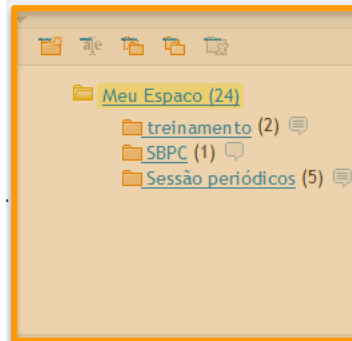 Meu Espaco (24)
treinamento (2)
SBPC (1)
Sessão periódicos (5)